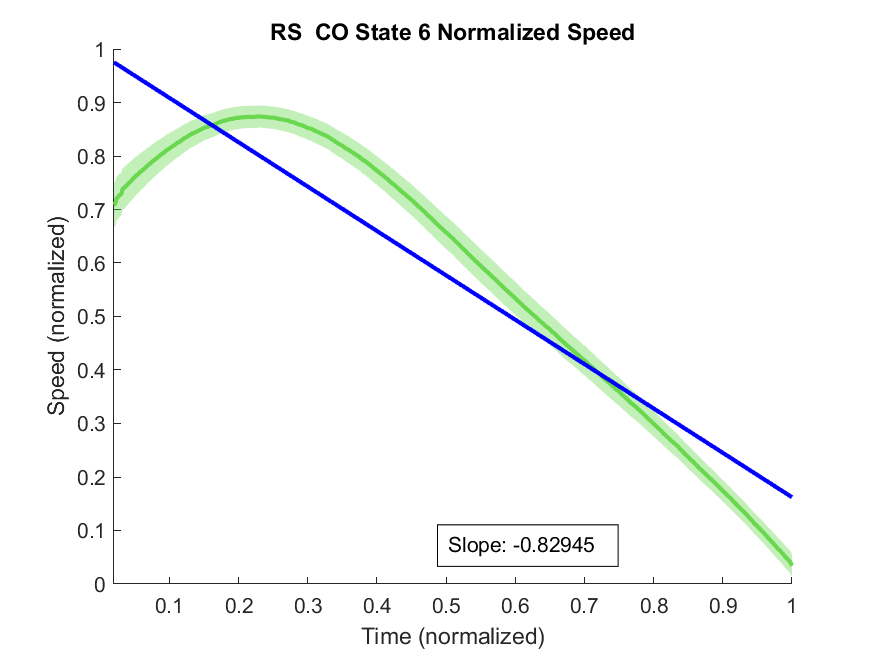 RS  CO State 6 Normalized Speed
1
0.9
0.8
0.7
0.6
0.5
0.4
0.3
0.2
0.1
0
Speed (normalized)
Slope: -0.82945
0.1 0.2 0.3 0.4 0.5 0.6 0.7 0.8 0.9 1
Time (normalized)